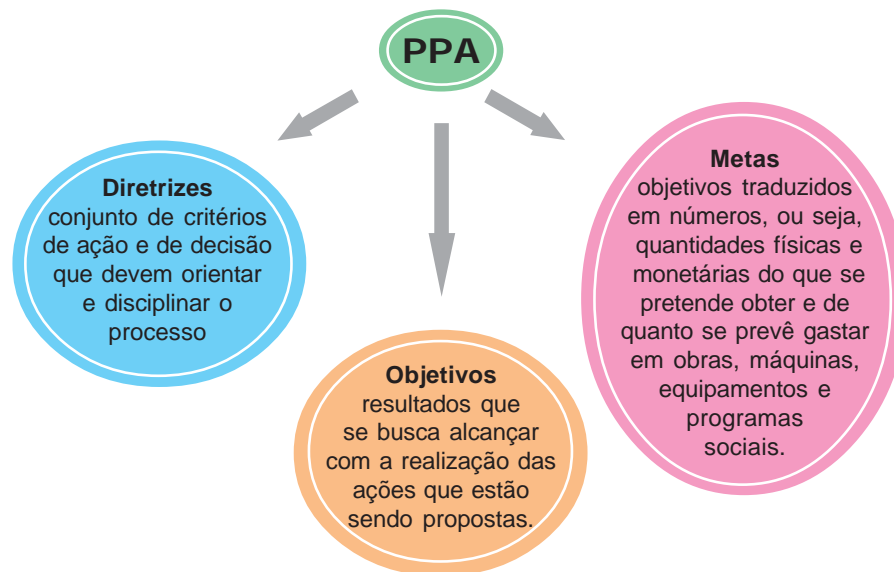 PPA
Diretrizes
conjunto de critérios
de ação e de decisão
que devem orientar
e disciplinar o
processo
Objetivos
resultados que
se busca alcançar
com a realização das
ações que estão
sendo propostas.
Metas
objetivos traduzidos
em números, ou seja,
quantidades físicas e
monetárias do que se
pretende obter e de
quanto se prevê gastar
em obras, máquinas,
equipamentos e
programas
sociais.